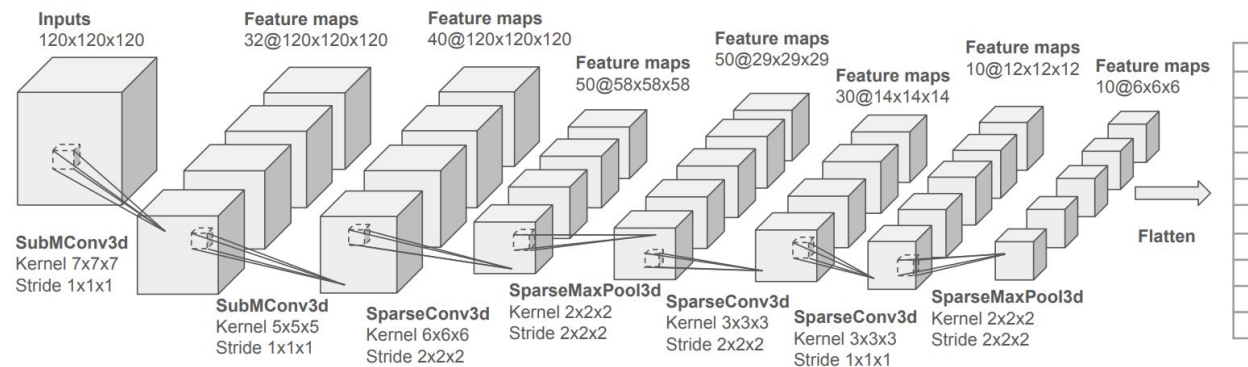 Inputs
120x120x120
Feature maps
32@120x120x120
Feature maps
40@120x120x120
Feature maps
50@58x58x58
Feature maps
50@29x29x29
Feature maps
30@14x14x14
Feature maps
10@12x12x12
Feature maps
10@6x6x6
SubMConv3d
Kernel 7x7x7
Stride 1x1x1
SubMConv3d
Kernel 5x5x5
Stride 1x1x1
SparseConv3d
Kernel 6x6x6
Stride 2x2x2
SparseMaxPool3d
Kernel 2x2x2
Stride 2x2x2
SparseConv3d
Kernel 3x3x3
Stride 2x2x2
SparseConv3d
Kernel 3x3x3
Stride 1x1x1
SparseMaxPool3d
Kernel 2x2x2
Stride 2x2x2
Flatten